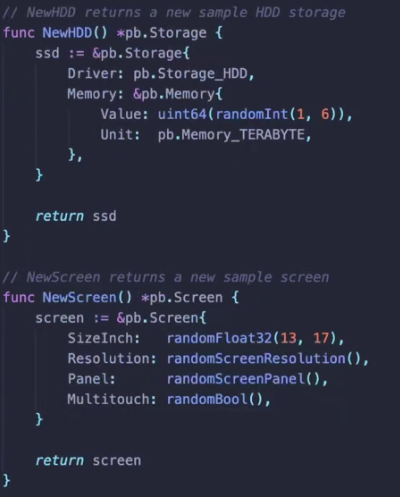 // NewHDD returns a new sample HDD storage
func NewHDD() *pb.Storage {
    ssd := &pb.Storage{
        Driver: pb.Storage_HDD,
        Memory: &pb.Memory{
            Value: uint64(randomInt(1, 6)),
            Unit:  pb.Memory_TERABYTE,
        },
    }

    return ssd
}

// NewScreen returns a new sample screen
func NewScreen() *pb.Screen {
    screen := &pb.Screen{
        SizeInch:   randomFloat32(13, 17),
        Resolution: randomScreenResolution(),
        Panel:      randomScreenPanel(),
        Multitouch: randomBool(),
    }

    return screen
}